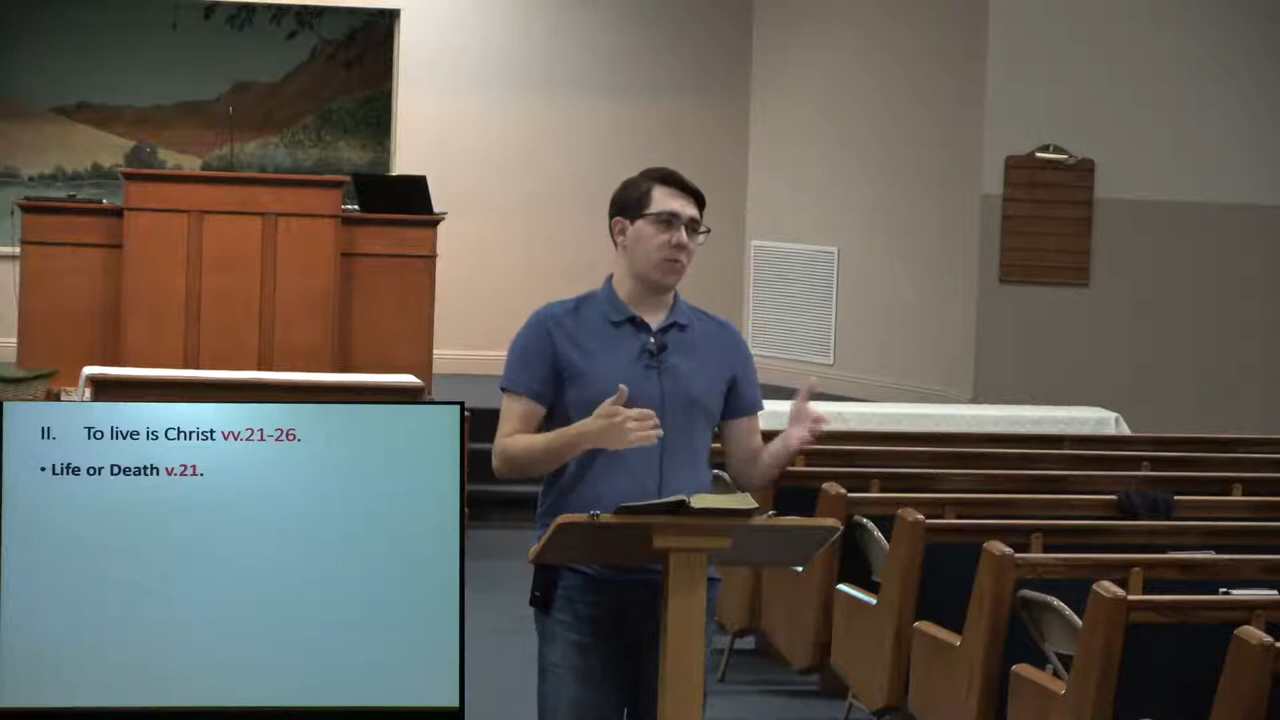 II. To live is Christ vv.21-26.
• Life or Death v.21.